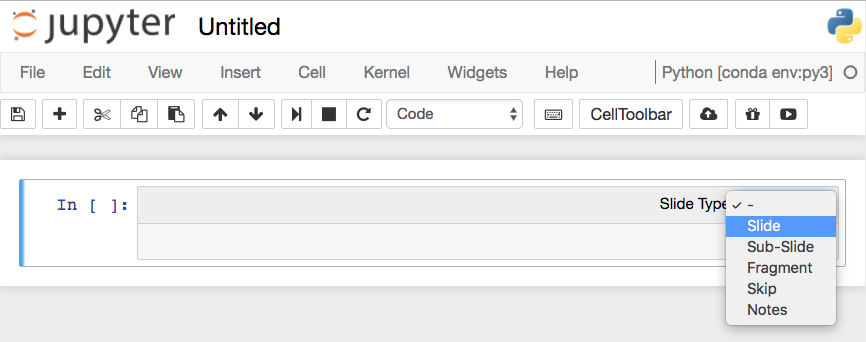 jupyter Untitled
File Edit View Insert Cell Kernel Widgets Help Python [conda env:py3]
Code CellToolbar
In [ ]: Slide Type ✓ -
Slide
Sub-Slide
Fragment
Skip
Notes